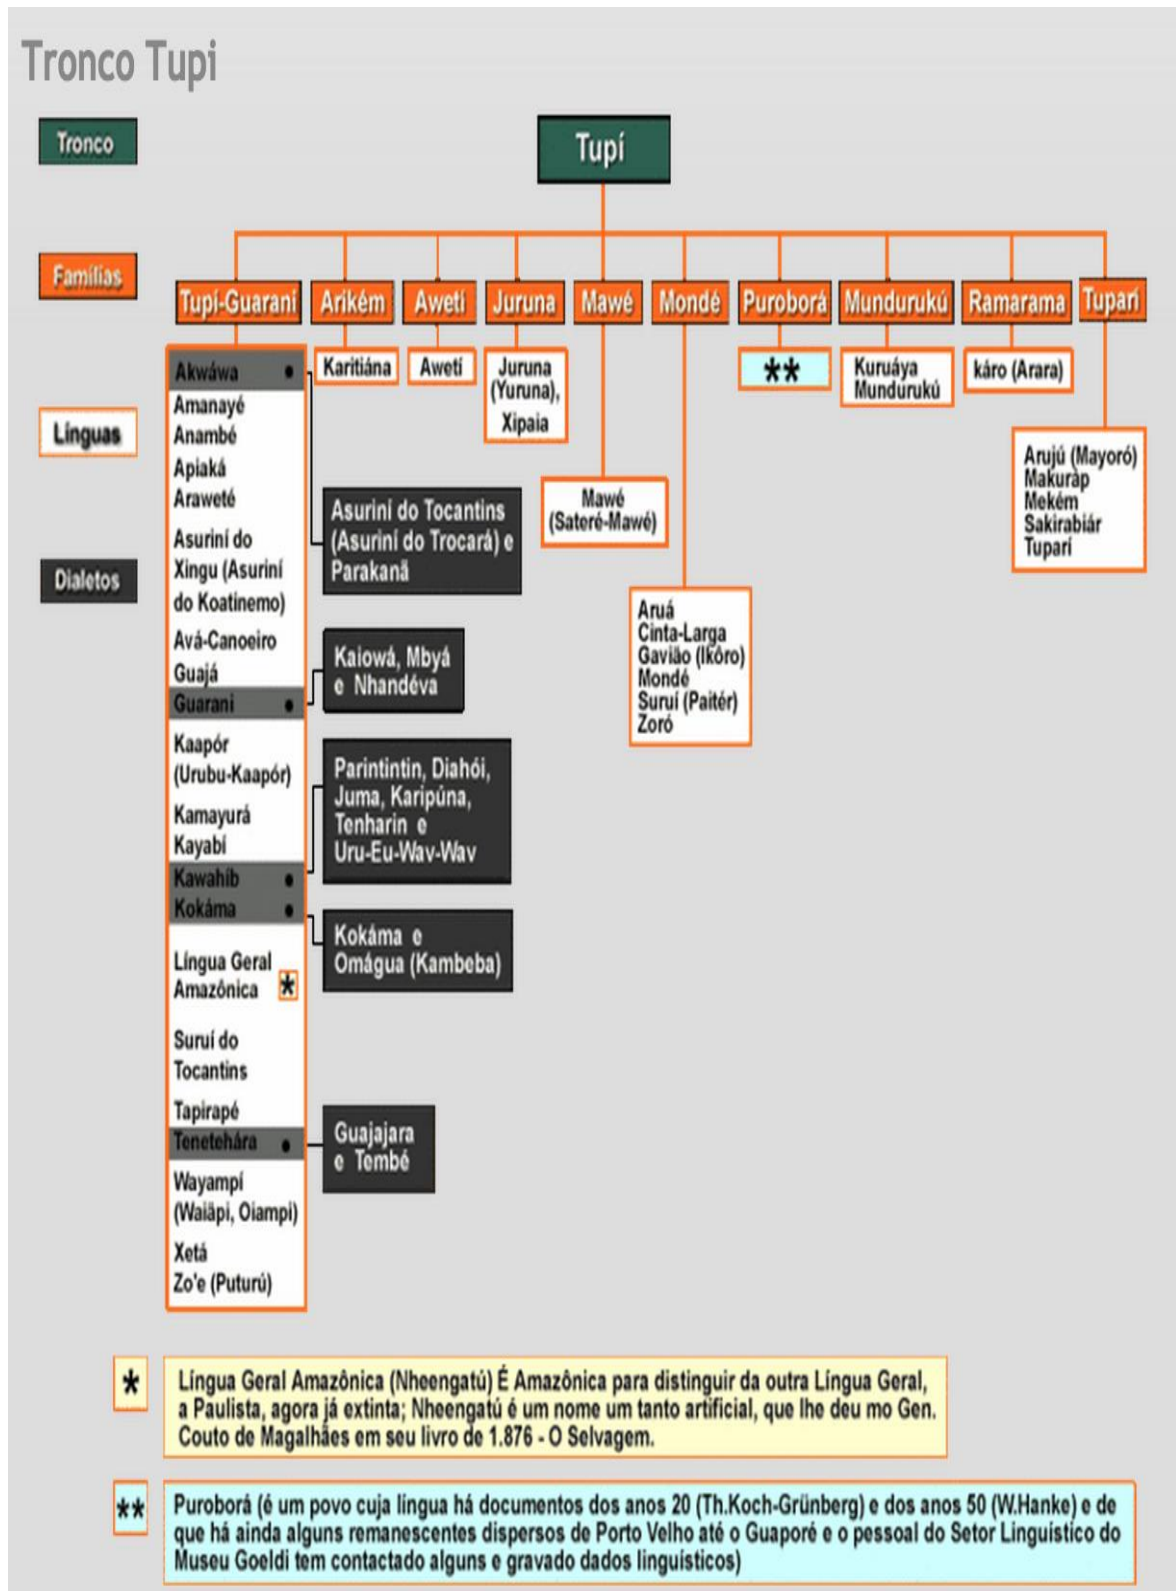 Tronco Tupi
Tronco
Tupí
Famílias
Tupí-Guarani
Arikém
Awetí
Juruna
Mawé
Mondé
Puroborá
Mundurukú
Ramarama
Tuparí
Línguas
Dialetos
Akwáwa •
Amanayé
Anambé
Apiaká
Araweté
Asuriní do
Xingu (Asuriní
do Koatinemo)
Avá-Canoeiro
Guajá
Guarani •
Kaapór
(Urubu-Kaapór)
Kamayurá
Kayabí
Kawahíb •
Kokáma •
Língua Geral
Amazônica *
Suruí do
Tocantins
Tapirapé
Tenetehára •
Wayampí
(Waiãpi, Oiampi)
Xetá
Zo'e (Puturú)
Asuriní do Tocantins
(Asuriní do Trocará) e
Parakanã
Kaiowá, Mbyá
e Nhandéva
Parintintin, Diahói,
Juma, Karipúna,
Tenharin e
Uru-Eu-Wav-Wav
Kokáma e
Omágua (Kambeba)
Guajajara
e Tembé
Karitiána
Awetí
Juruna
(Yuruna),
Xipaia
Mawé
(Sateré-Mawé)
Aruá
Cinta-Larga
Gavião (Ikôro)
Mondé
Suruí (Paitér)
Zoró
**
Kuruáya
Mundurukú
káro (Arara)
Arujú (Mayoró)
Makuráp
Mekém
Sakirabiár
Tuparí
*
Língua Geral Amazônica (Nheengatú) É Amazônica para distinguir da outra Língua Geral,
a Paulista, agora já extinta; Nheengatú é um nome um tanto artificial, que lhe deu mo Gen.
Couto de Magalhães em seu livro de 1.876 - O Selvagem.
**
Puroborá (é um povo cuja língua há documentos dos anos 20 (Th.Koch-Grünberg) e dos anos 50 (W.Hanke) e de
que há ainda alguns remanescentes dispersos de Porto Velho até o Guaporé e o pessoal do Setor Linguístico do
Museu Goeldi tem contactado alguns e gravado dados linguísticos)